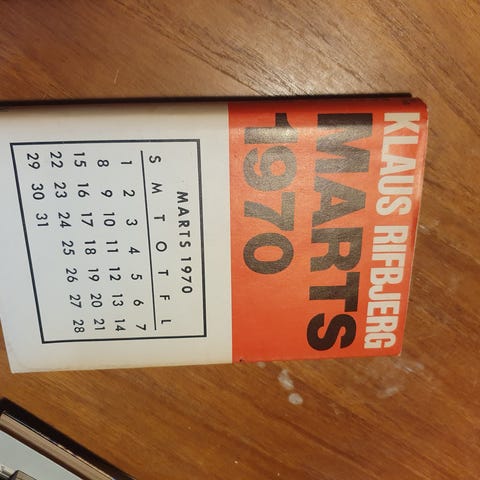 KLAUS RIFBJERG
MARTS
1970
MARTS 1970
S M T O T F L
1 2 3 4 5 6 7
8 9 10 11 12 13 14
15 16 17 18 19 20 21
22 23 24 25 26 27 28
29 30 31